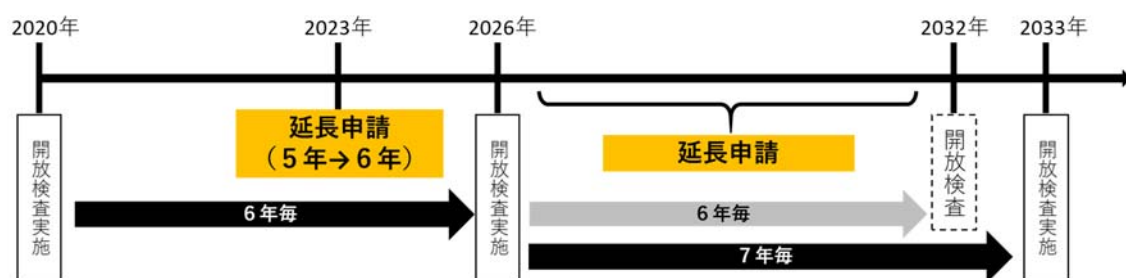 2020年
2023年
2026年
2032年
2033年
開放検査実施
延長申請
（５年→６年）
開放検査実施
延長申請
開放検査
開放検査実施
６年毎
６年毎
７年毎